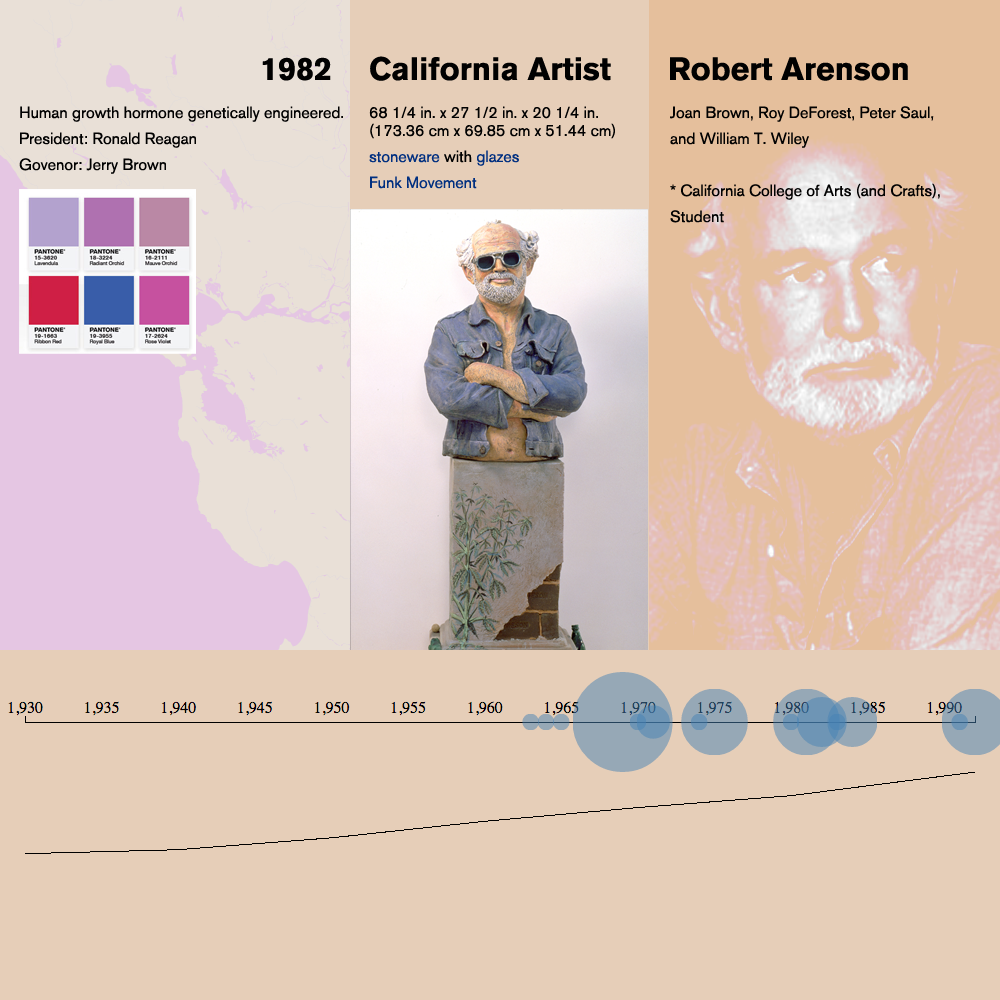 1982
Human growth hormone genetically engineered.
President: Ronald Reagan
Govenor: Jerry Brown
PANTONE®
15-3620
Lavendula
PANTONE®
18-3224
Radiant Orchid
PANTONE®
16-2111
Mauve Orchid
PANTONE®
19-1663
Ribbon Red
PANTONE®
19-3955
Royal Blue
PANTONE®
17-2624
Rose Violet
California Artist
68 1/4 in. x 27 1/2 in. x 20 1/4 in.
(173.36 cm x 69.85 cm x 51.44 cm)
stoneware with glazes
Funk Movement
Robert Arenson
Joan Brown, Roy DeForest, Peter Saul,
and William T. Wiley
* California College of Arts (and Crafts),
Student
1,930 1,935 1,940 1,945 1,950 1,955 1,960 1,965 1,970 1,975 1,980 1,985 1,990